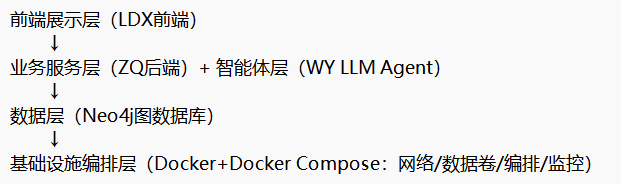 前端展示层（LDX前端）
↓
业务服务层（ZQ后端）+ 智能体层（WY LLM Agent）
↓
数据层（Neo4j图数据库）
↓
基础设施编排层（Docker+Docker Compose：网络/数据卷/编排/监控）